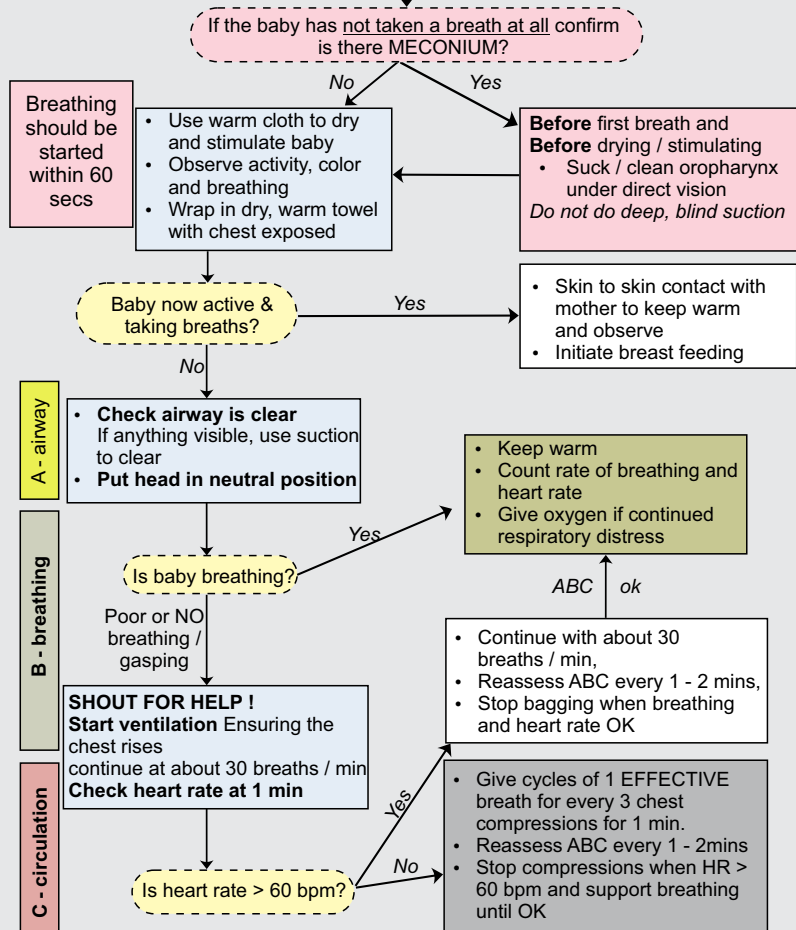 If the baby has not taken a breath at all confirm
is there MECONIUM?
No
Yes
Breathing
should be
started
within 60
secs
• Use warm cloth to dry
and stimulate baby
• Observe activity, color
and breathing
• Wrap in dry, warm towel
with chest exposed
Before first breath and
Before drying / stimulating
• Suck / clean oropharynx
under direct vision
Do not do deep, blind suction
Baby now active &
taking breaths?
Yes
• Skin to skin contact with
mother to keep warm
and observe
• Initiate breast feeding
No
A - airway
• Check airway is clear
If anything visible, use suction
to clear
• Put head in neutral position
• Keep warm
• Count rate of breathing and
heart rate
• Give oxygen if continued
respiratory distress
Yes
Is baby breathing?
ABC ok
B - breathing
Poor or NO
breathing /
gasping
• Continue with about 30
breaths / min,
• Reassess ABC every 1 - 2 mins,
• Stop bagging when breathing
and heart rate OK
SHOUT FOR HELP !
Start ventilation Ensuring the
chest rises
continue at about 30 breaths / min
Check heart rate at 1 min
Yes
C - circulation
• Give cycles of 1 EFFECTIVE
breath for every 3 chest
compressions for 1 min.
• Reassess ABC every 1 - 2mins
• Stop compressions when HR >
60 bpm and support breathing
until OK
No
Is heart rate > 60 bpm?